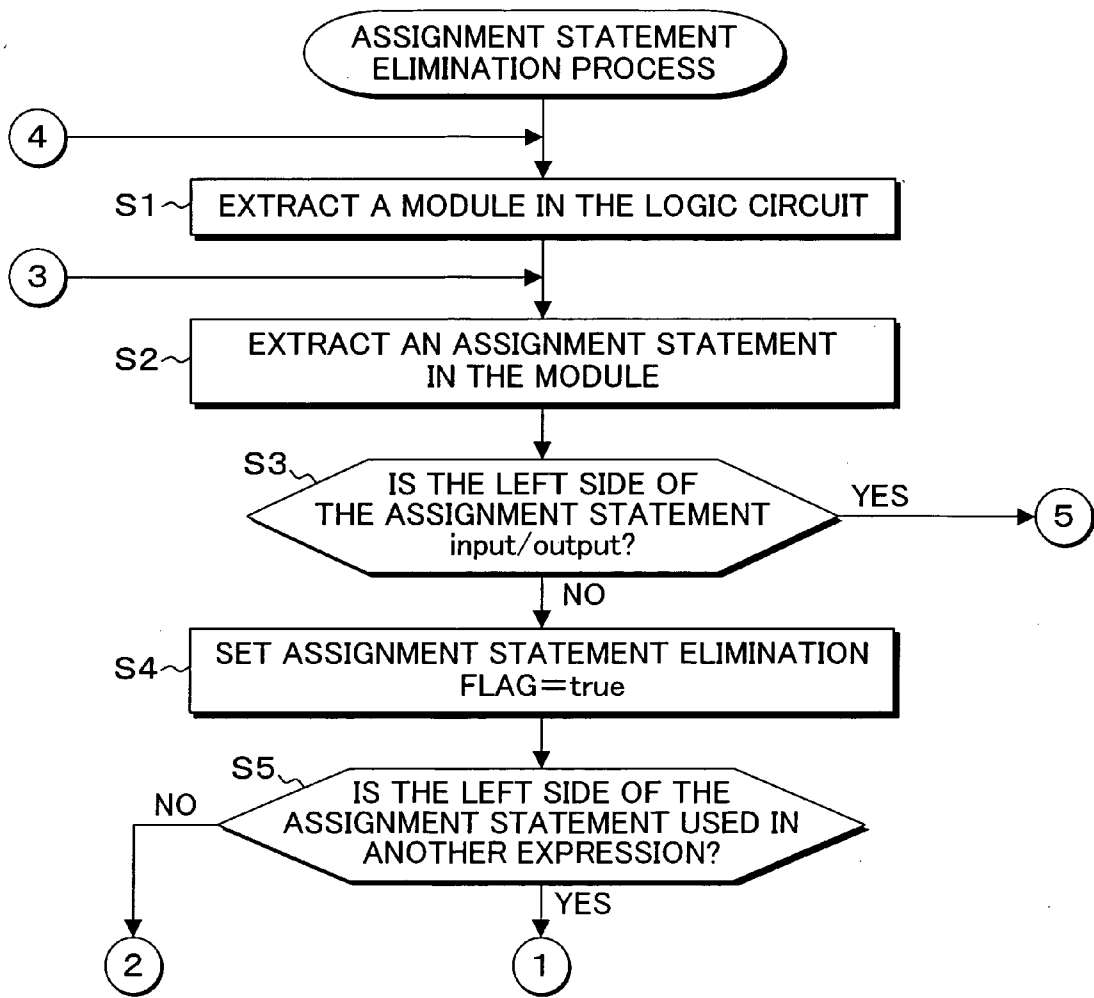 ASSIGNMENT STATEMENT
ELIMINATION PROCESS
4
S1
EXTRACT A MODULE IN THE LOGIC CIRCUIT
3
S2
EXTRACT AN ASSIGNMENT STATEMENT
IN THE MODULE
S3
IS THE LEFT SIDE OF
THE ASSIGNMENT STATEMENT
input/output?
YES
5
NO
S4
SET ASSIGNMENT STATEMENT ELIMINATION
FLAG=true
S5
IS THE LEFT SIDE OF THE
ASSIGNMENT STATEMENT USED IN
ANOTHER EXPRESSION?
NO
YES
2
1